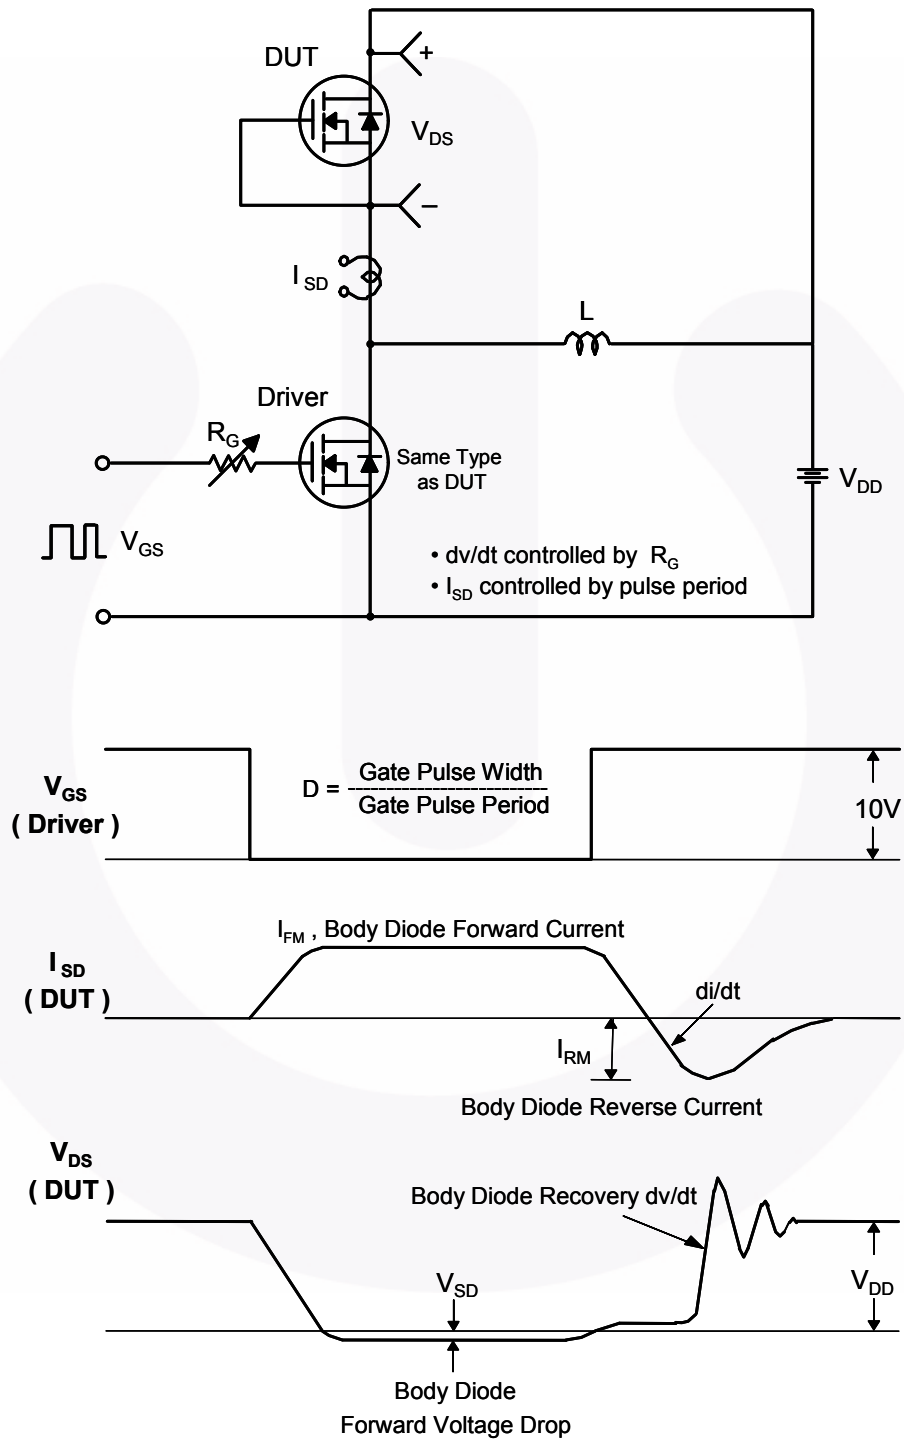 DUT
+
V_DS
−
I_SD
L
Driver
R_G
Same Type
as DUT
V_DD
V_GS
• dv/dt controlled by R_G
• I_SD controlled by pulse period
V_GS
( Driver )
D = Gate Pulse Width
Gate Pulse Period
10V
I_FM , Body Diode Forward Current
I_SD
( DUT )
di/dt
I_RM
Body Diode Reverse Current
V_DS
( DUT )
Body Diode Recovery dv/dt
V_SD
V_DD
Body Diode
Forward Voltage Drop